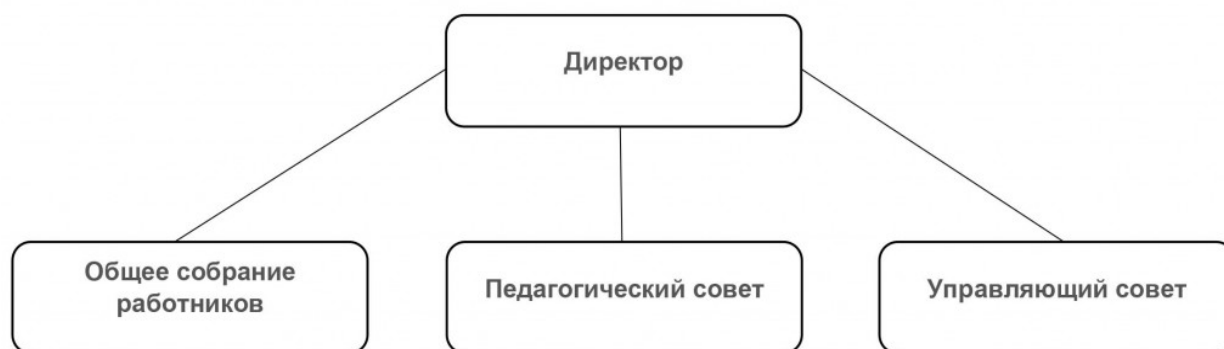 Директор
Общее собрание
работников
Педагогический совет
Управляющий совет